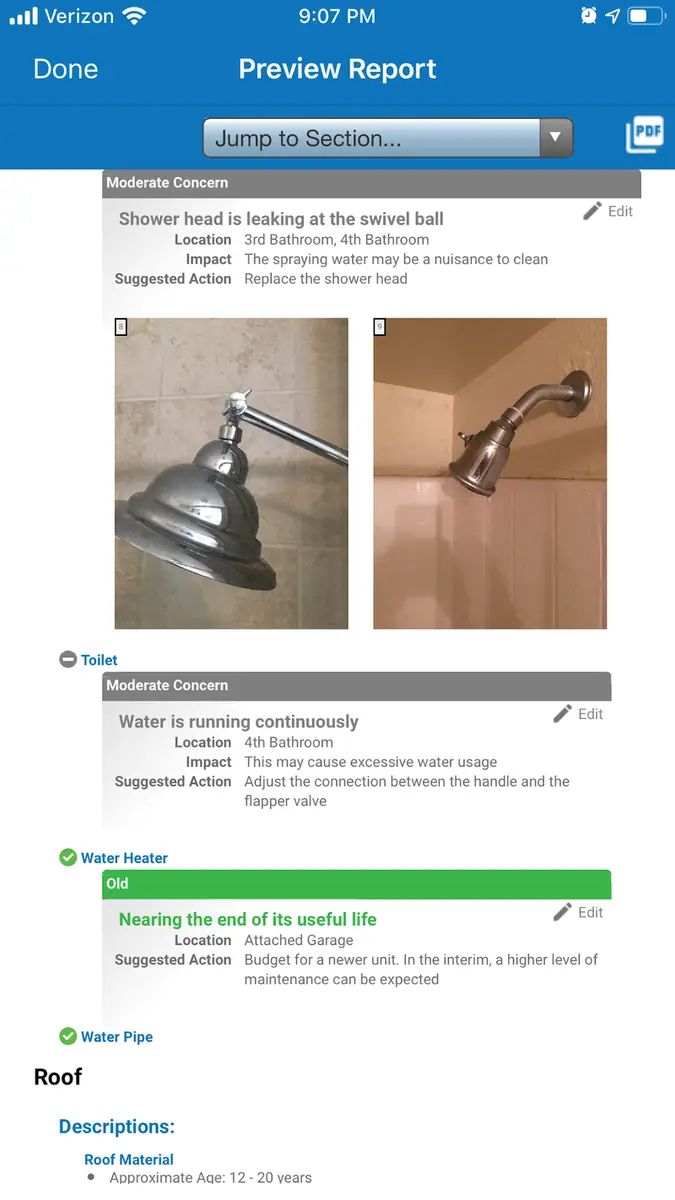 Verizon 9:07 PM
Done Preview Report
Jump to Section... PDF
Moderate Concern
Shower head is leaking at the swivel ball Edit
Location 3rd Bathroom, 4th Bathroom
Impact The spraying water may be a nuisance to clean
Suggested Action Replace the shower head
8 9
Toilet
Moderate Concern
Water is running continuously Edit
Location 4th Bathroom
Impact This may cause excessive water usage
Suggested Action Adjust the connection between the handle and the
flapper valve
Water Heater
Old
Nearing the end of its useful life Edit
Location Attached Garage
Suggested Action Budget for a newer unit. In the interim, a higher level of
maintenance can be expected
Water Pipe
Roof
Descriptions:
Roof Material
• Approximate Age: 12 - 20 years